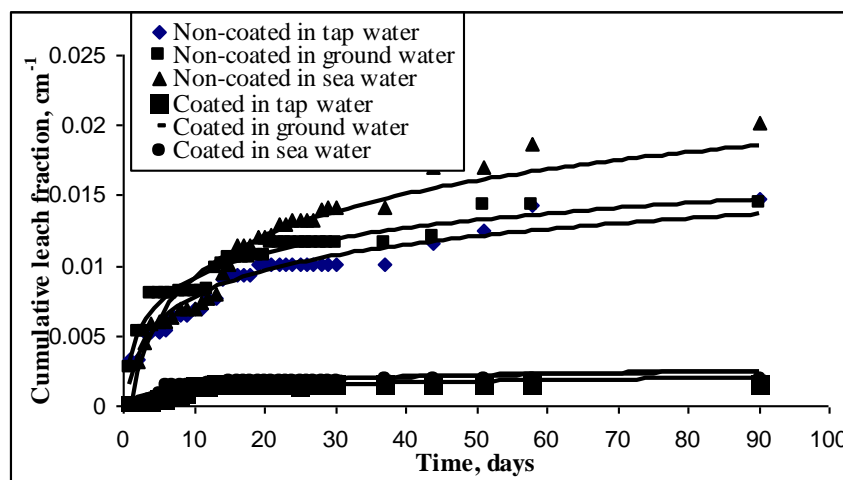 Non-coated in tap water
Non-coated in ground water
Non-coated in sea water
Coated in tap water
Coated in ground water
Coated in sea water
Cumulative leach fraction, cm-1
0.025
0.02
0.015
0.01
0.005
0
0 10 20 30 40 50 60 70 80 90 100
Time, days